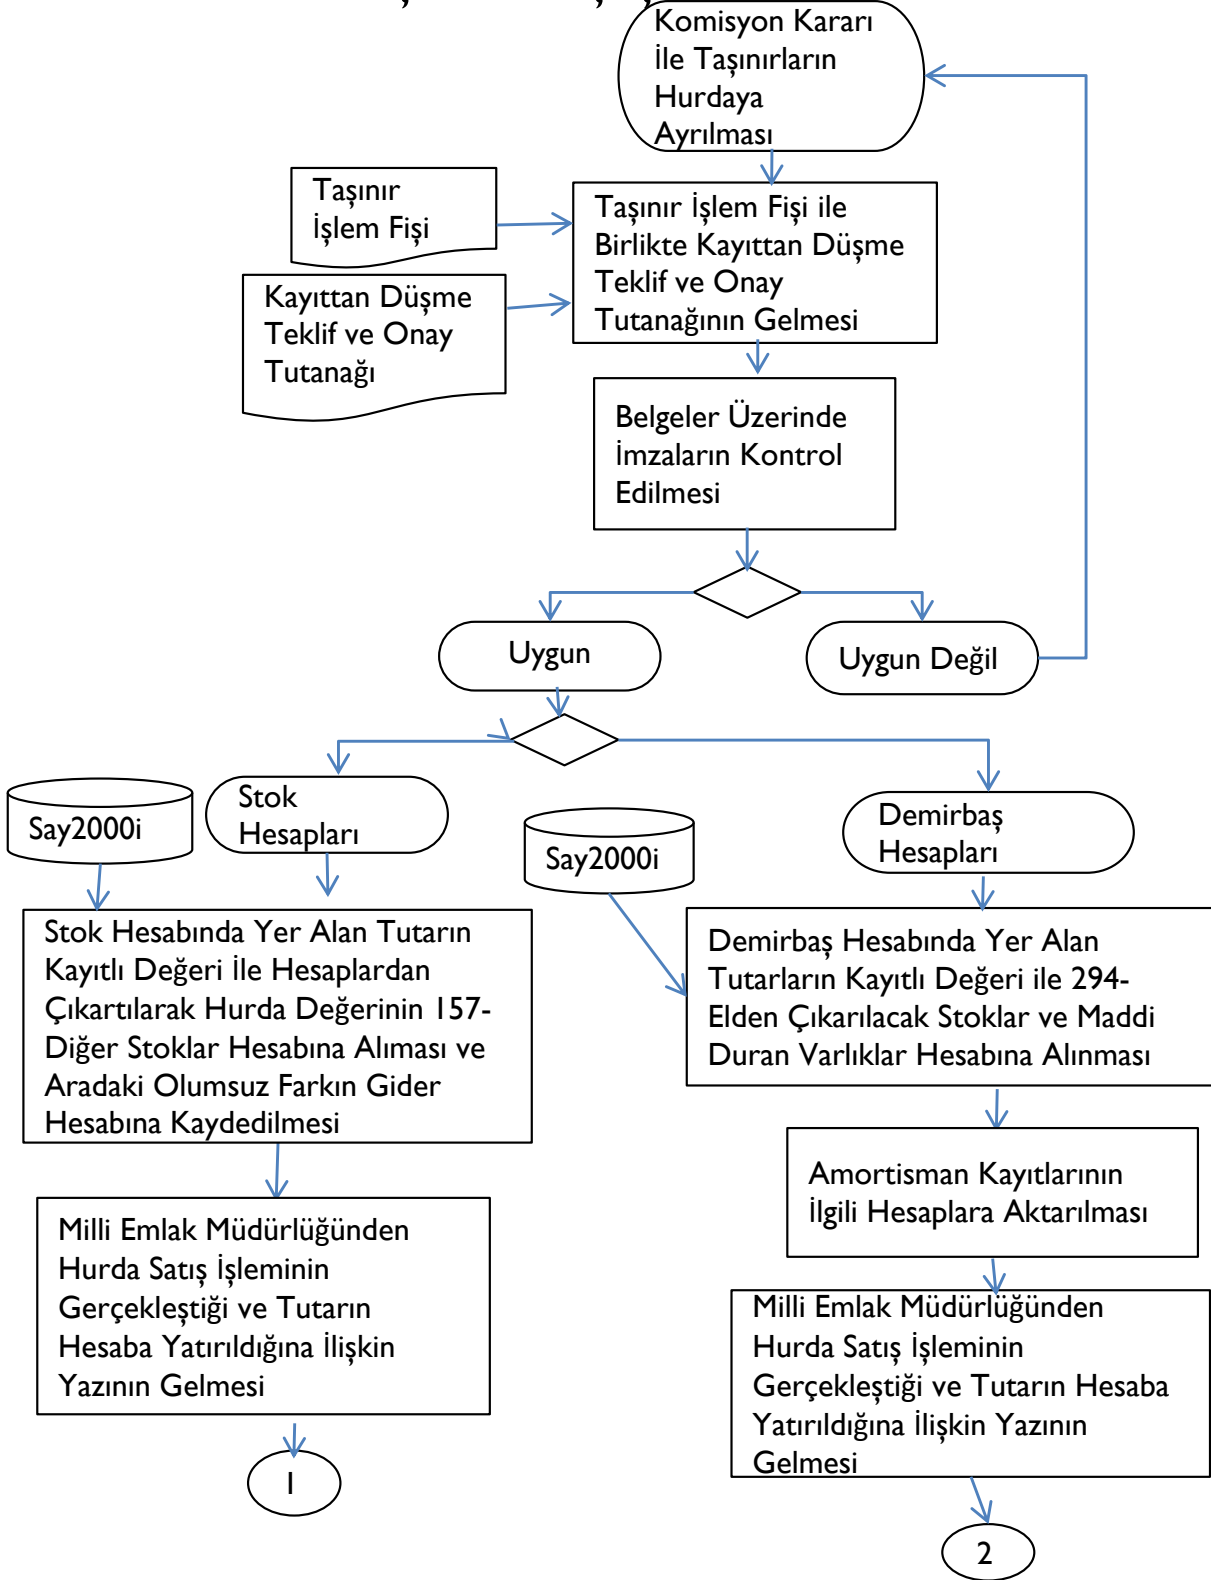 Komisyon Kararı
İle Taşınırların
Hurdaya
Ayrılması
Taşınır
İşlem Fişi
Taşınır İşlem Fişi ile
Birlikte Kayıttan Düşme
Teklif ve Onay
Tutanağının Gelmesi
Kayıttan Düşme
Teklif ve Onay
Tutanağı
Belgeler Üzerinde
İmzaların Kontrol
Edilmesi
Uygun
Uygun Değil
Say2000i
Stok
Hesapları
Say2000i
Demirbaş
Hesapları
Stok Hesabında Yer Alan Tutarın
Kayıtlı Değeri İle Hesaplardan
Çıkartılarak Hurda Değerinin 157-
Diğer Stoklar Hesabına Alıması ve
Aradaki Olumsuz Farkın Gider
Hesabına Kaydedilmesi
Demirbaş Hesabında Yer Alan
Tutarların Kayıtlı Değeri ile 294-
Elden Çıkarılacak Stoklar ve Maddi
Duran Varlıklar Hesabına Alınması
Amortisman Kayıtlarının
İlgili Hesaplara Aktarılması
Milli Emlak Müdürlüğünden
Hurda Satış İşleminin
Gerçekleştiği ve Tutarın
Hesaba Yatırıldığına İlişkin
Yazının Gelmesi
Milli Emlak Müdürlüğünden
Hurda Satış İşleminin
Gerçekleştiği ve Tutarın Hesaba
Yatırıldığına İlişkin Yazının
Gelmesi
1
2